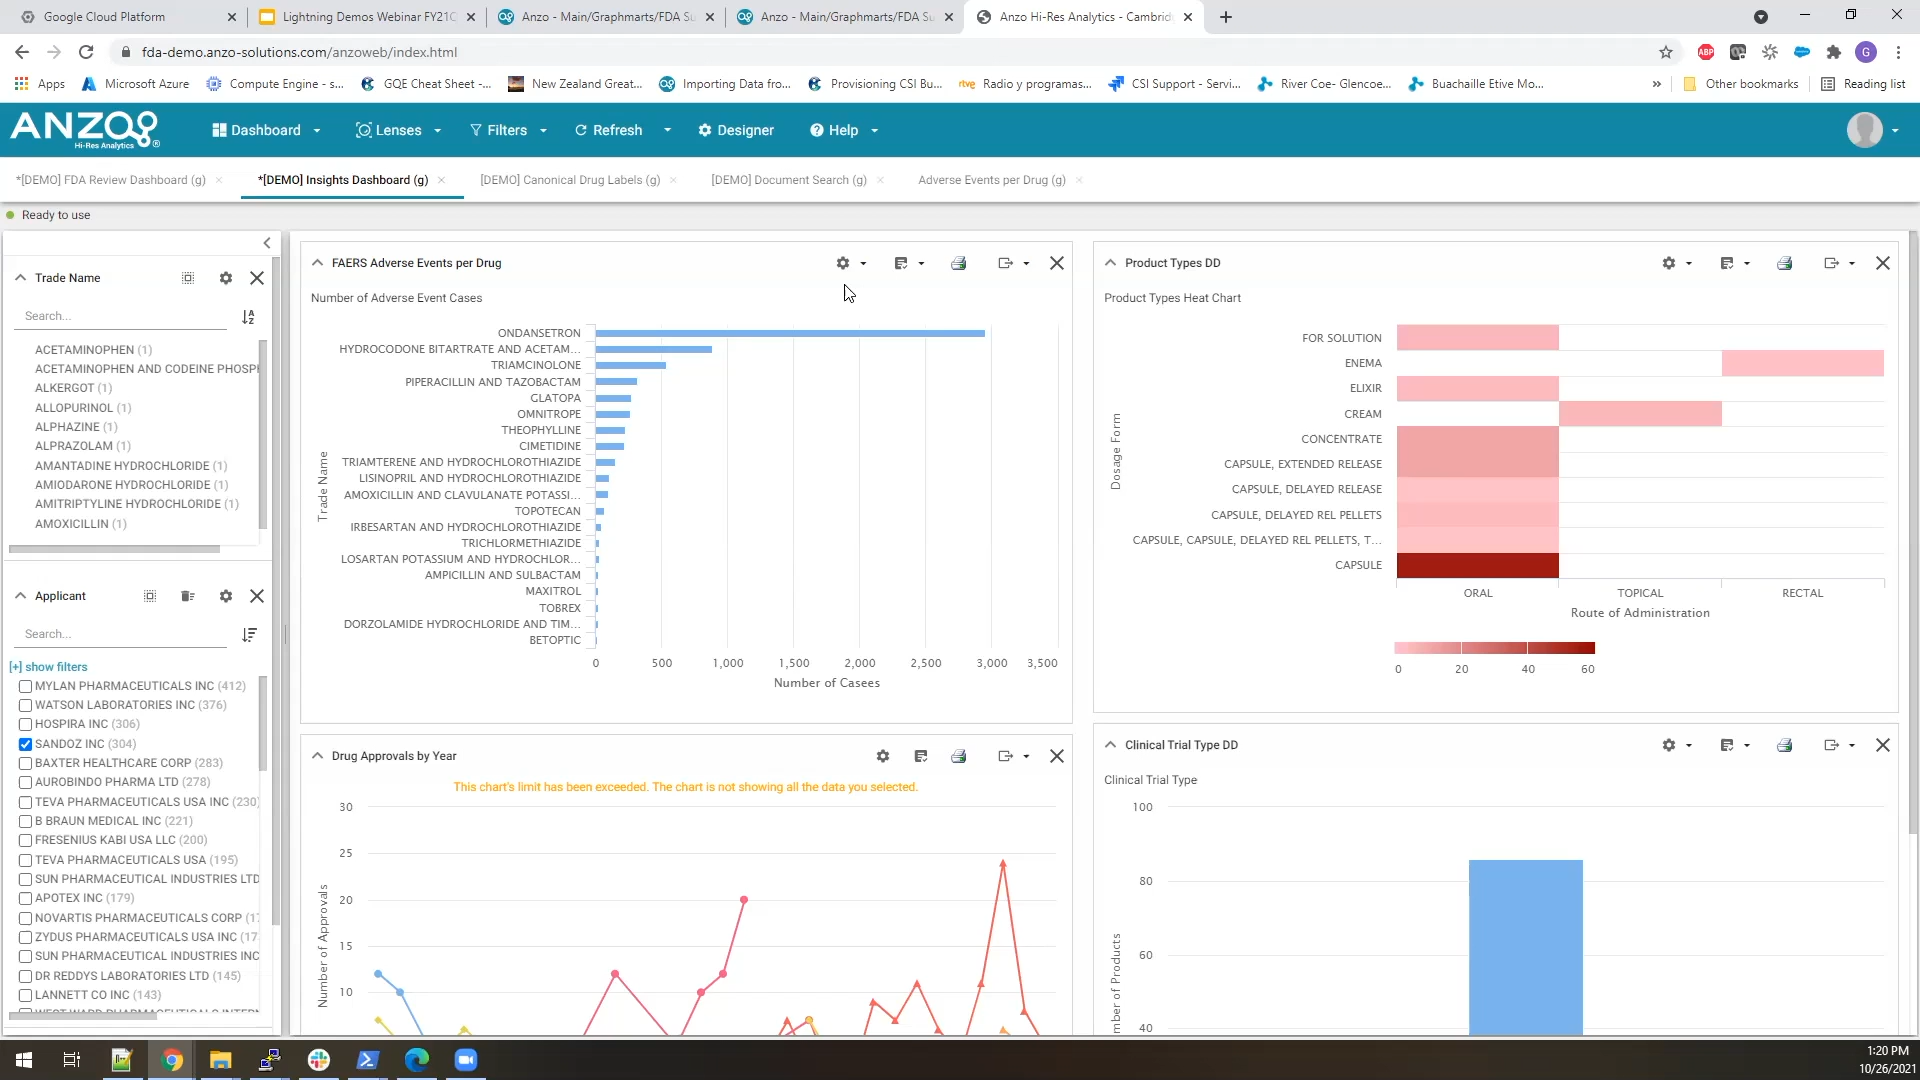 Google Cloud Platform
Lightning Demos Webinar FY21Q
Anzo - Main/Graphmarts/FDA Su
Anzo - Main/Graphmarts/FDA Su
Anzo Hi-Res Analytics - Cambrid
fda-demo.anzo-solutions.com/anzoweb/index.html
ABP
G
Apps
Microsoft Azure
Compute Engine - s...
GQE Cheat Sheet -...
New Zealand Great...
Importing Data fro...
Provisioning CSI Bu...
rtve
Radio y programas...
CSI Support - Servi...
River Coe- Glencoe...
Buachaille Etive Mo...
»
Other bookmarks
Reading list
ANZO
Hi-Res Analytics
®
Dashboard
Lenses
Filters
Refresh
Designer
Help
*[DEMO] FDA Review Dashboard (g)
*[DEMO] Insights Dashboard (g)
[DEMO] Canonical Drug Labels (g)
[DEMO] Document Search (g)
Adverse Events per Drug (g)
Ready to use
Trade Name
Search...
ACETAMINOPHEN (1)
ACETAMINOPHEN AND CODEINE PHOSPH
ALKERGOT (1)
ALLOPURINOL (1)
ALPHAZINE (1)
ALPRAZOLAM (1)
AMANTADINE HYDROCHLORIDE (1)
AMIODARONE HYDROCHLORIDE (1)
AMITRIPTYLINE HYDROCHLORIDE (1)
AMOXICILLIN (1)
Applicant
Search...
[+] show filters
MYLAN PHARMACEUTICALS INC (412)
WATSON LABORATORIES INC (376)
HOSPIRA INC (306)
SANDOZ INC (304)
BAXTER HEALTHCARE CORP (283)
AUROBINDO PHARMA LTD (278)
TEVA PHARMACEUTICALS USA INC (230)
B BRAUN MEDICAL INC (221)
FRESENIUS KABI USA LLC (200)
TEVA PHARMACEUTICALS USA (195)
SUN PHARMACEUTICAL INDUSTRIES LTD
APOTEX INC (179)
NOVARTIS PHARMACEUTICALS CORP (17
ZYDUS PHARMACEUTICALS USA INC (17
SUN PHARMACEUTICAL INDUSTRIES INC
DR REDDYS LABORATORIES LTD (145)
LANNETT CO INC (143)
FAERS Adverse Events per Drug
Number of Adverse Event Cases
Trade Name
ONDANSETRON
HYDROCODONE BITARTRATE AND ACETAM...
TRIAMCINOLONE
PIPERACILLIN AND TAZOBACTAM
GLATOPA
OMNITROPE
THEOPHYLLINE
CIMETIDINE
TRIAMTERENE AND HYDROCHLOROTHIAZIDE
LISINOPRIL AND HYDROCHLOROTHIAZIDE
AMOXICILLIN AND CLAVULANATE POTASSI...
TOPOTECAN
IRBESARTAN AND HYDROCHLOROTHIAZIDE
TRICHLORMETHIAZIDE
LOSARTAN POTASSIUM AND HYDROCHLOR...
AMPICILLIN AND SULBACTAM
MAXITROL
TOBREX
DORZOLAMIDE HYDROCHLORIDE AND TIM...
BETOPTIC
0 500 1,000 1,500 2,000 2,500 3,000 3,500
Number of Casees
Product Types DD
Product Types Heat Chart
Dosage Form
FOR SOLUTION
ENEMA
ELIXIR
CREAM
CONCENTRATE
CAPSULE, EXTENDED RELEASE
CAPSULE, DELAYED RELEASE
CAPSULE, DELAYED REL PELLETS
CAPSULE, CAPSULE, DELAYED REL PELLETS, T...
CAPSULE
ORAL TOPICAL RECTAL
Route of Administration
0 20 40 60
Drug Approvals by Year
This chart's limit has been exceeded. The chart is not showing all the data you selected.
Number of Approvals
30
25
20
15
10
Clinical Trial Type DD
Clinical Trial Type
mber of Products
100
80
60
40
1:20 PM
10/26/2021